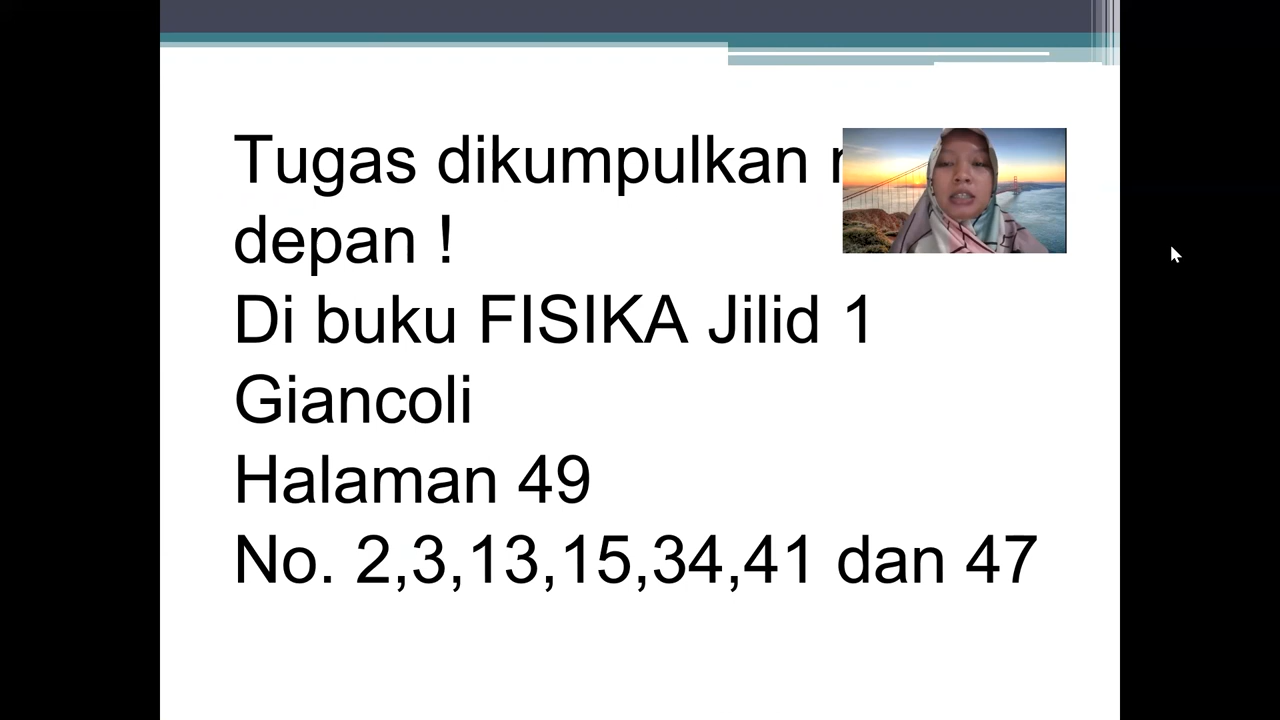 Tugas dikumpulkan
depan !
Di buku FISIKA Jilid 1
Giancoli
Halaman 49
No. 2,3,13,15,34,41 dan 47